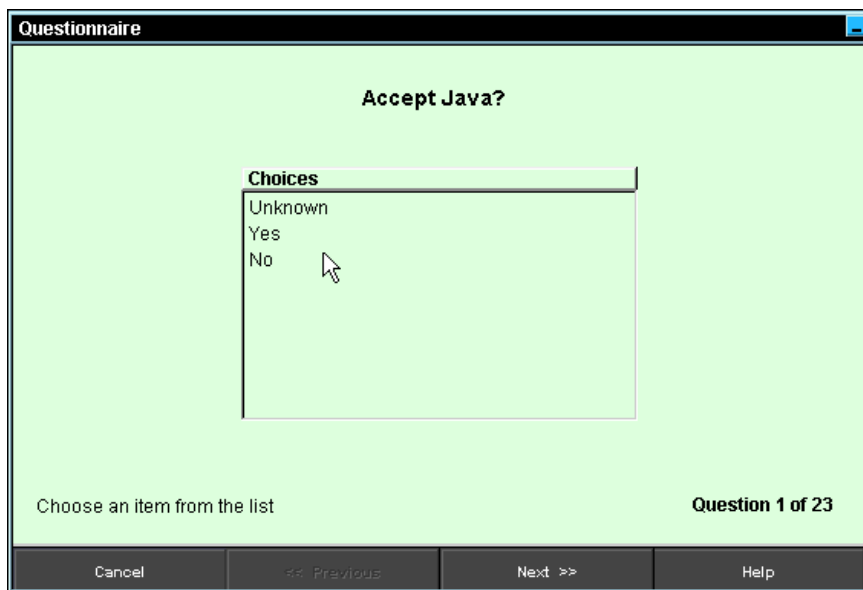 Questionnaire
Accept Java?
Choices
Unknown
Yes
No
Choose an item from the list
Question 1 of 23
Cancel
<< Previous
Next >>
Help